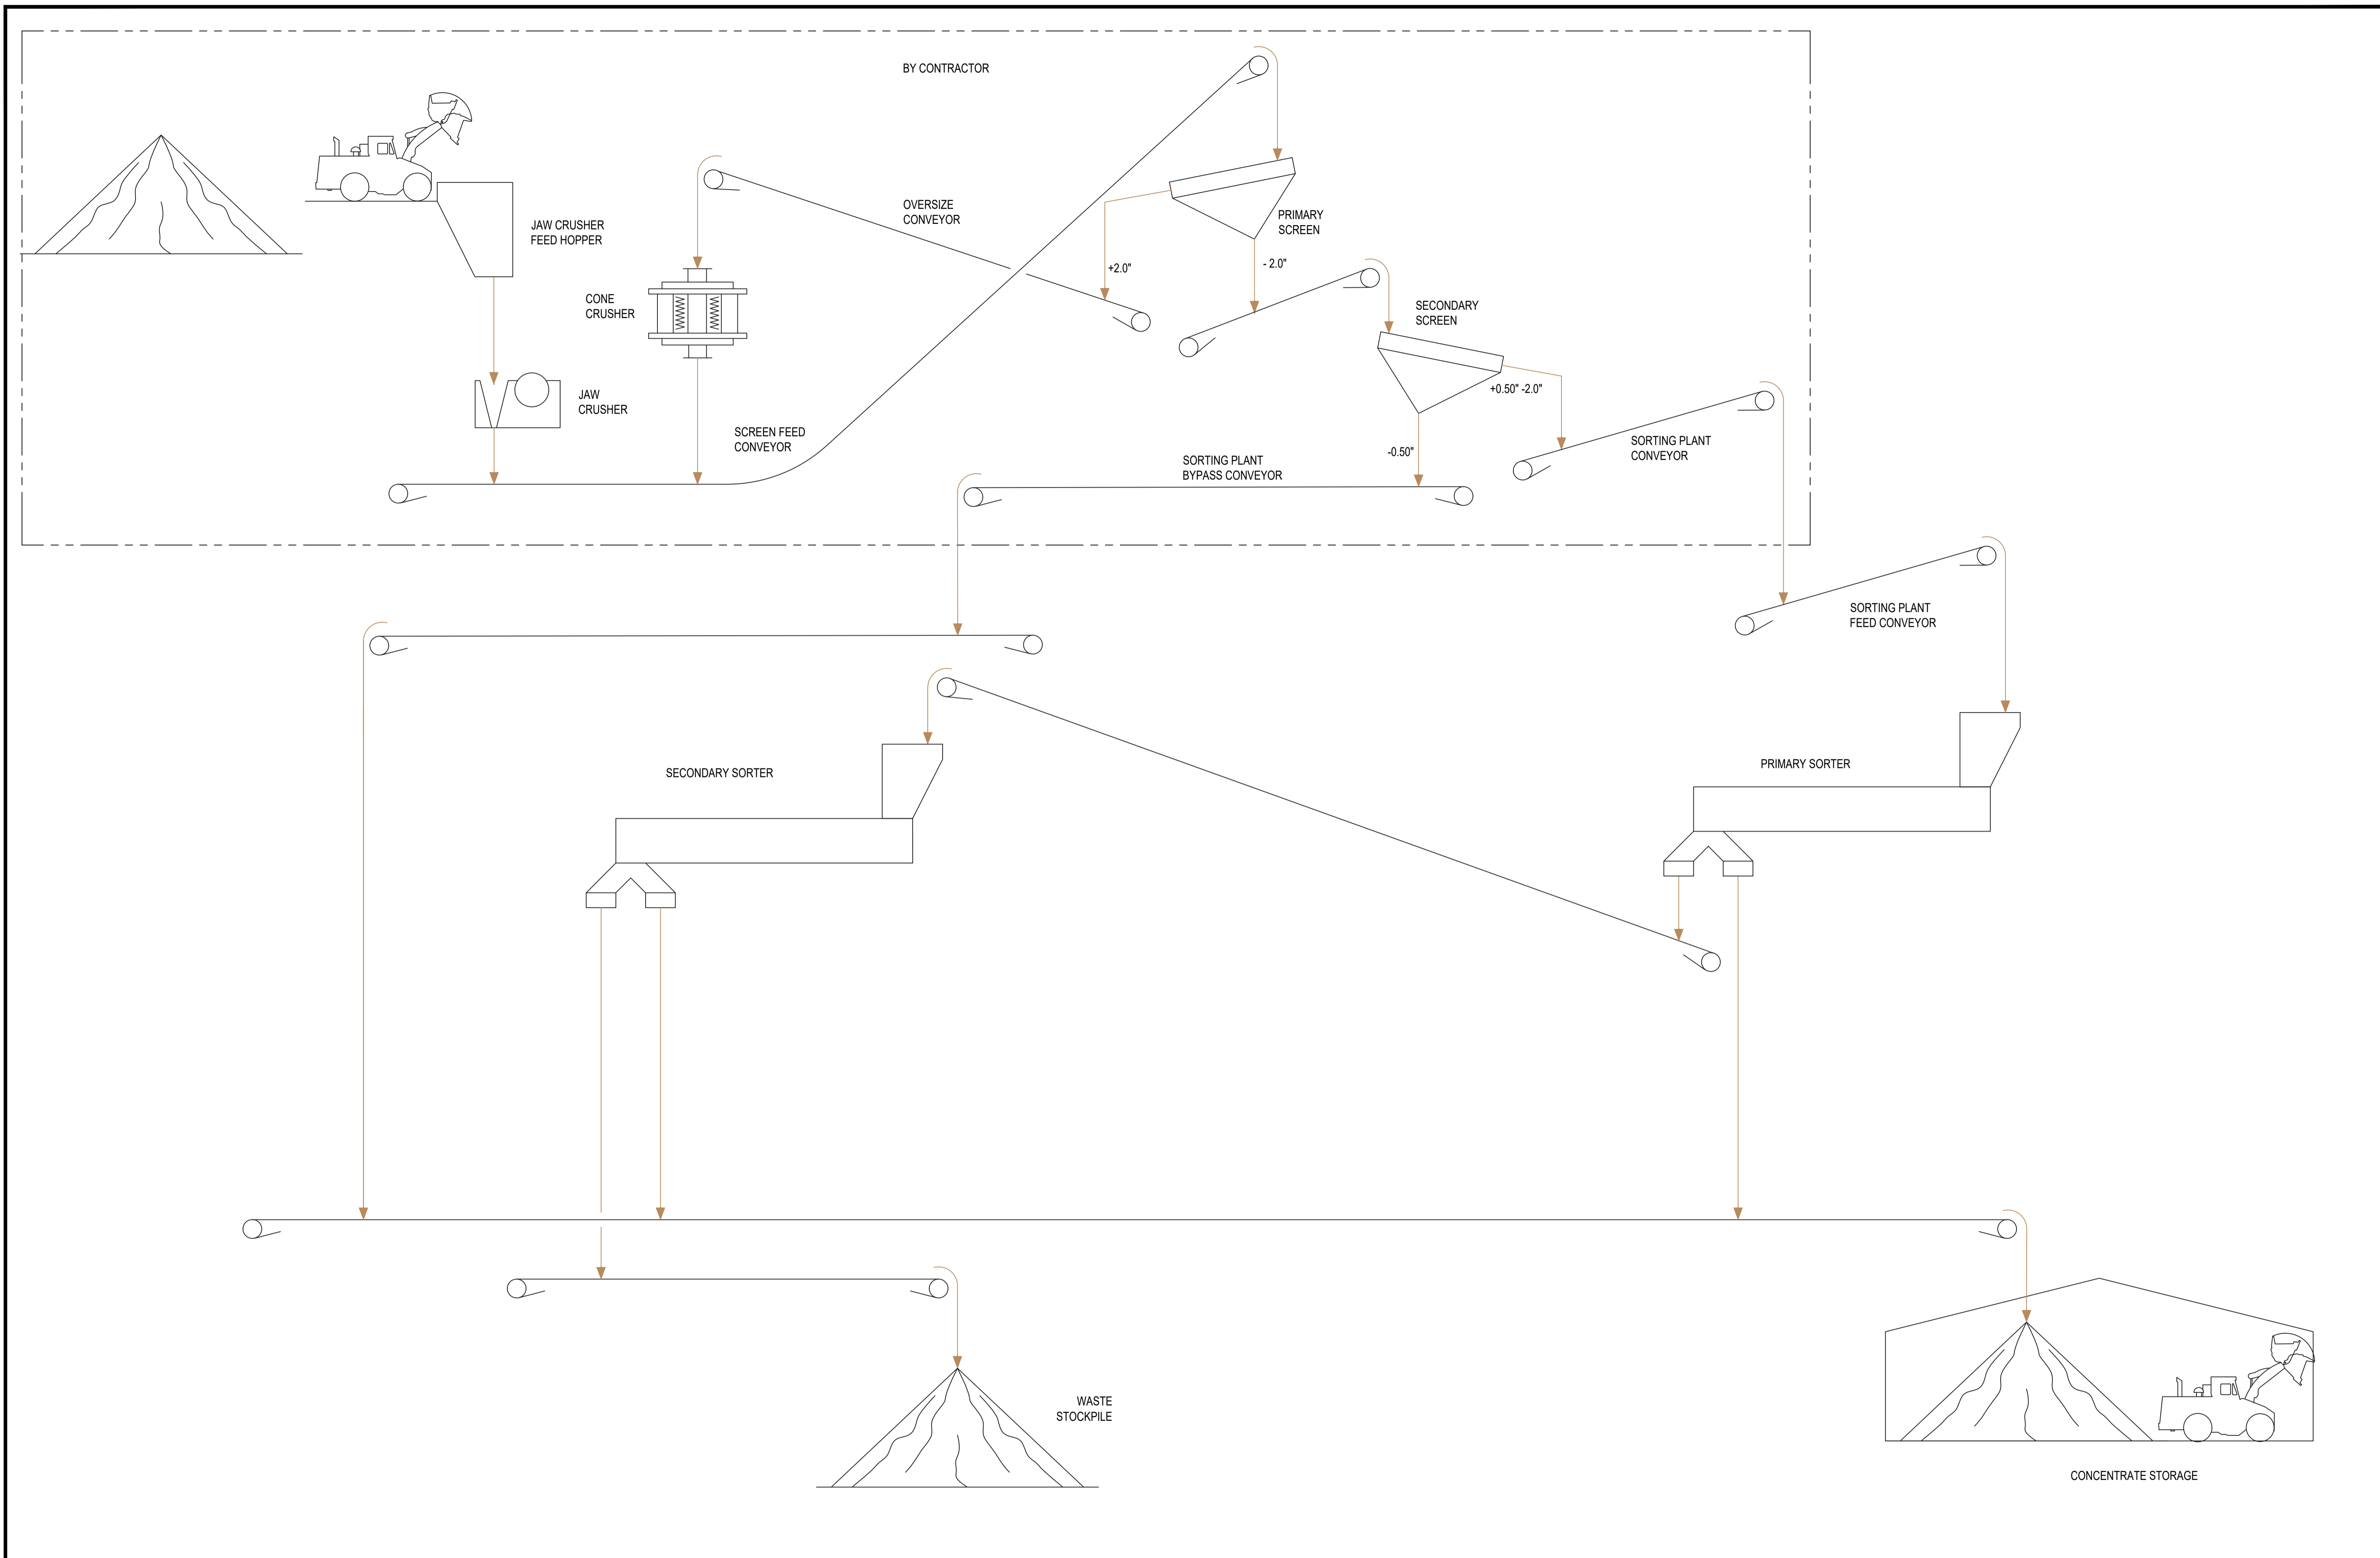 BY CONTRACTOR
JAW CRUSHER
FEED HOPPER
OVERSIZE
CONVEYOR
PRIMARY
SCREEN
+2.0"
- 2.0"
CONE
CRUSHER
SECONDARY
SCREEN
+0.50" -2.0"
JAW
CRUSHER
SCREEN FEED
CONVEYOR
SORTING PLANT
CONVEYOR
-0.50"
SORTING PLANT
BYPASS CONVEYOR
SORTING PLANT
FEED CONVEYOR
SECONDARY SORTER
PRIMARY SORTER
WASTE
STOCKPILE
CONCENTRATE STORAGE